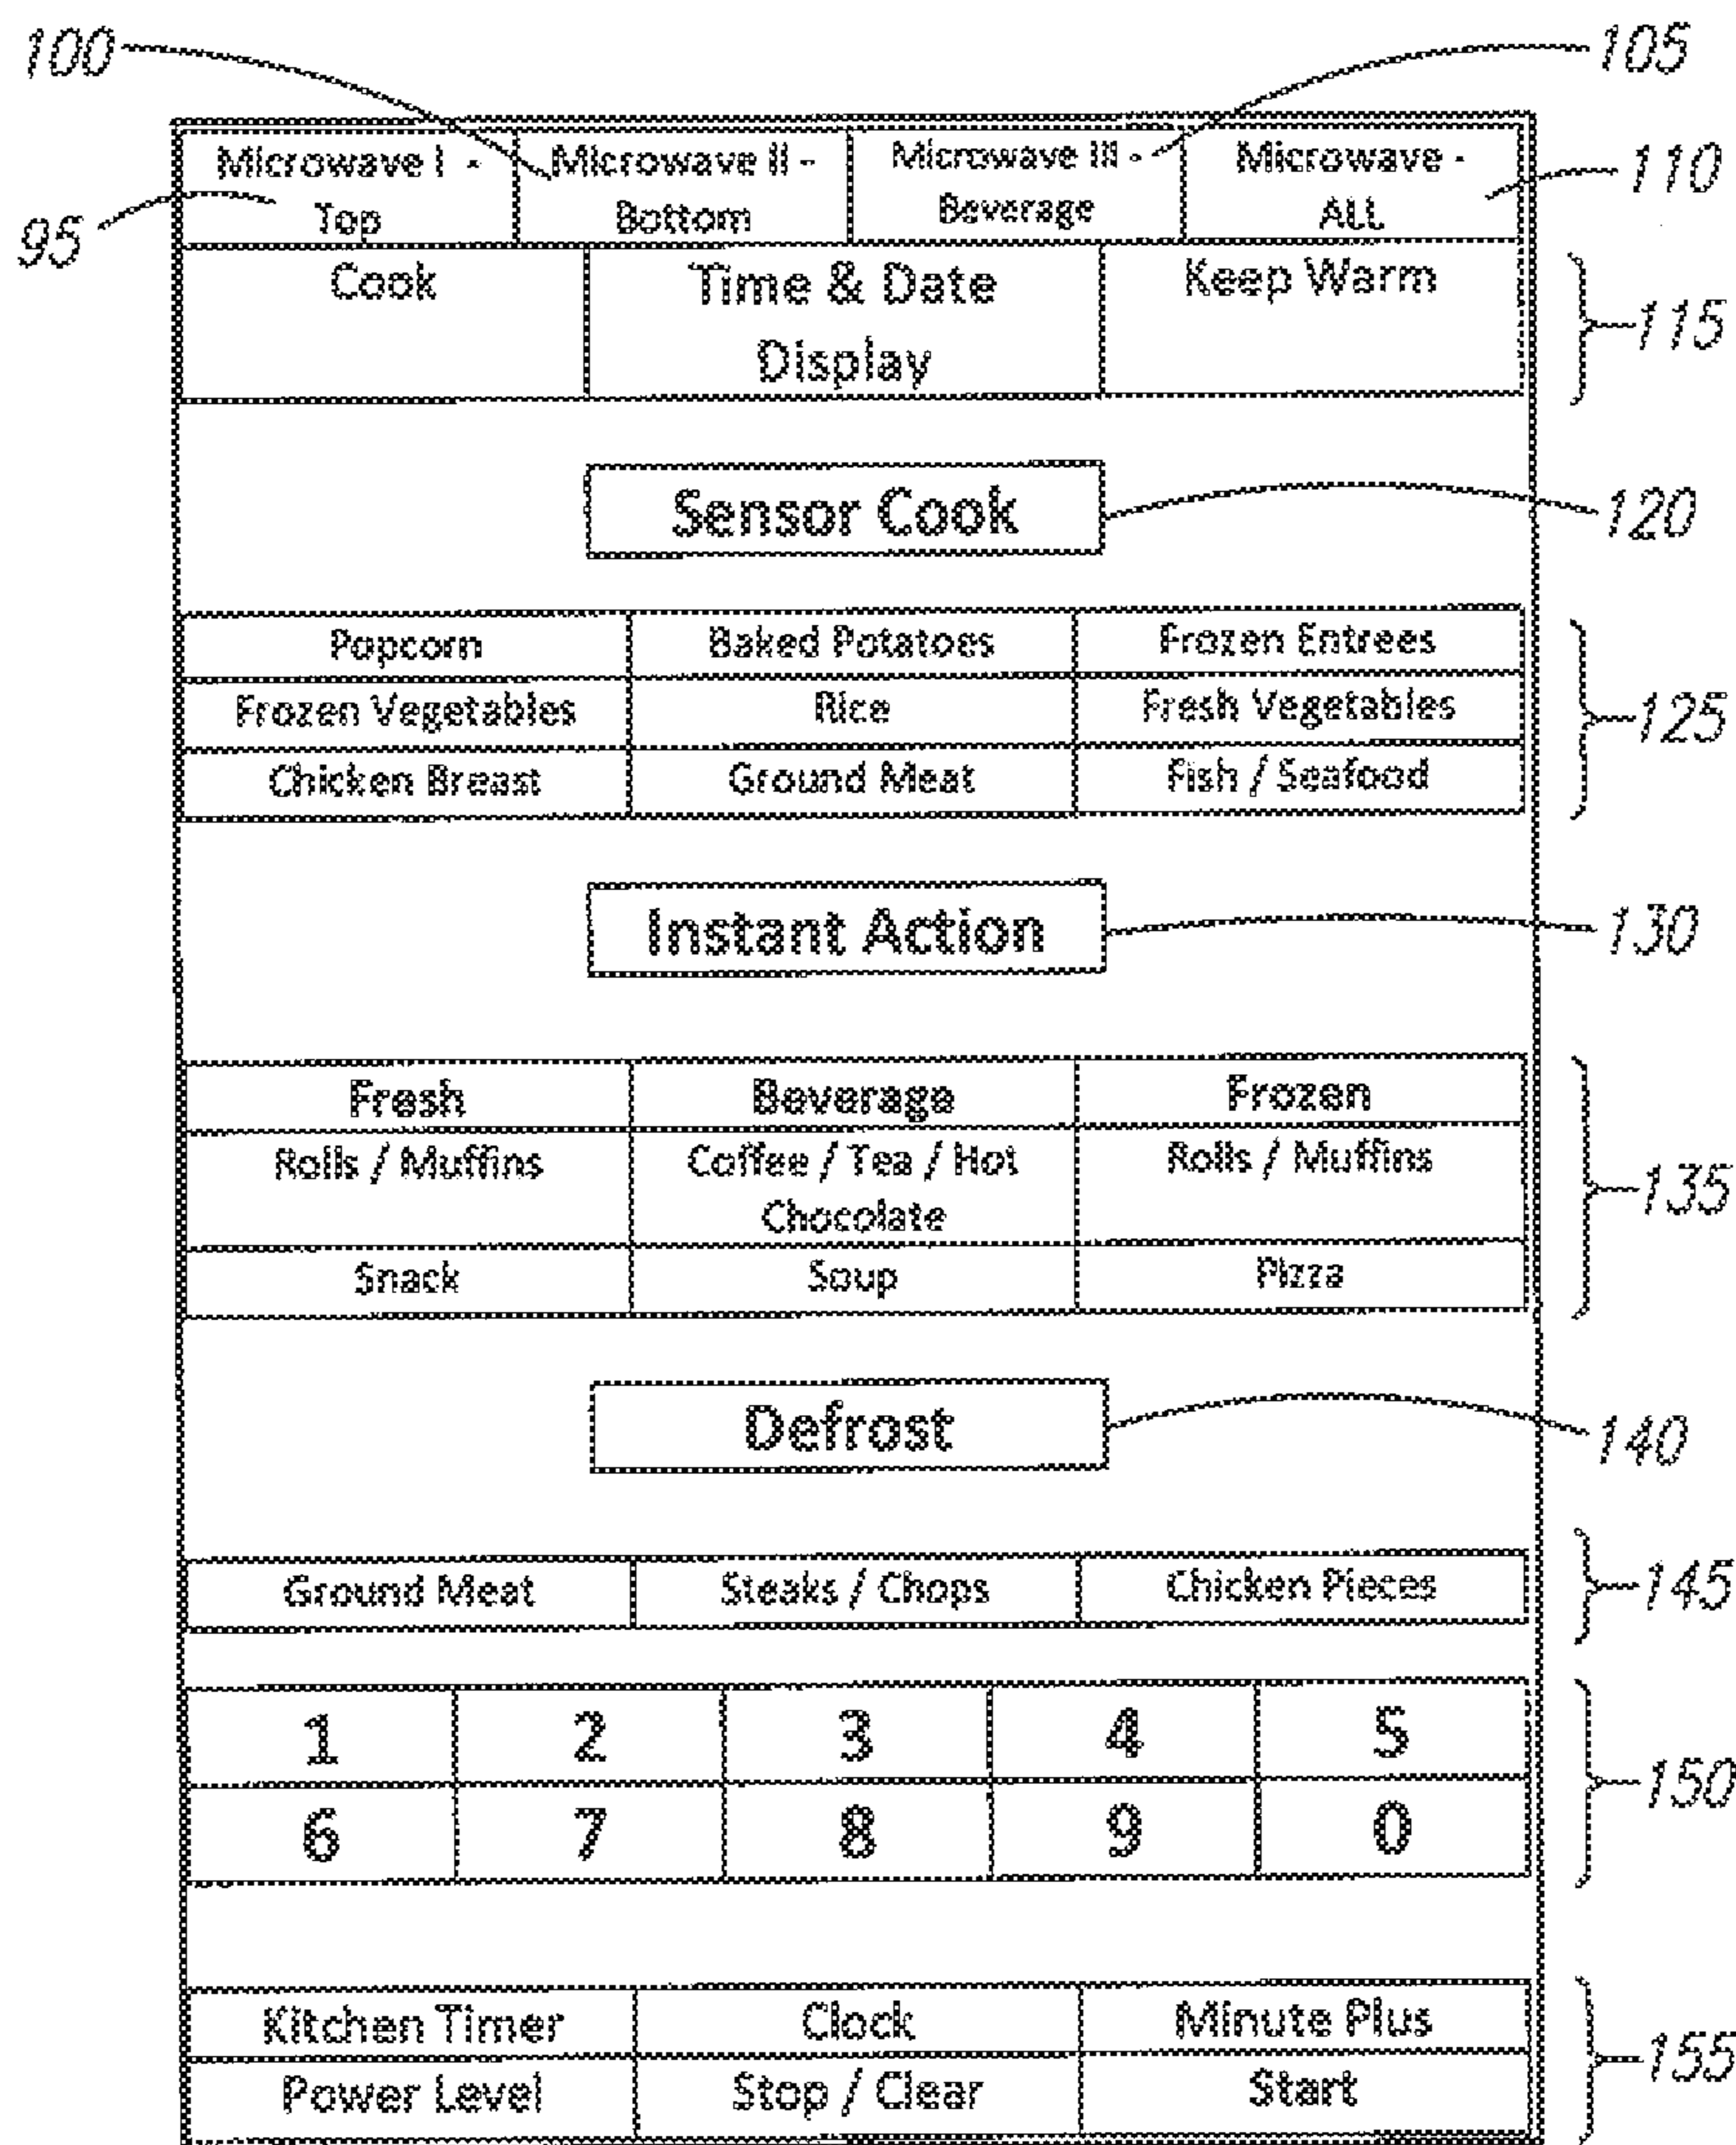 100
105
Microwave I - Microwave II - Microwave III - Microwave -
110
Top Bottom Beverage ALL
95
Cook Time & Date Keep Warm
115
Display
Sensor Cook 120
Popcorn Baked Potatoes Frozen Entrees
Frozen Vegetables Rice Fresh Vegetables 125
Chicken Breast Ground Meat Fish / Seafood
Instant Action 130
Fresh Beverage Frozen
Rolls / Muffins Coffee / Tea / Hot Rolls / Muffins
135
Chocolate
Snack Soup Pizza
Defrost 140
Ground Meat Steaks / Chops Chicken Pieces 145
1 2 3 4 5
150
6 7 8 9 0
Kitchen Timer Clock Minute Plus
155
Power Level Stop / Clear Start